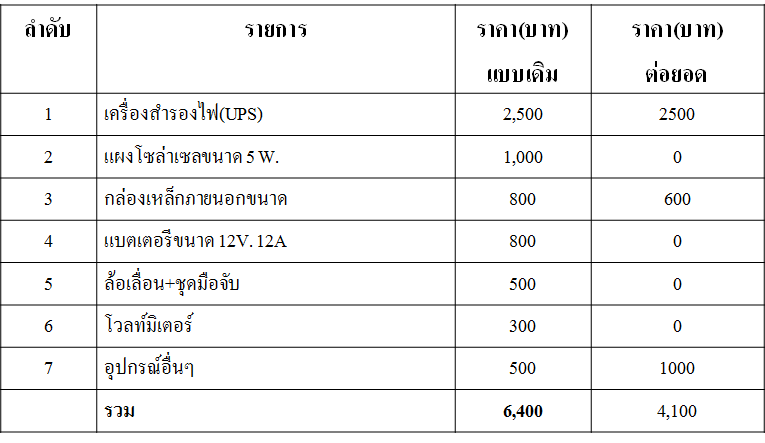 ลำดับ รายการ ราคา(บาท) ราคา(บาท)
แบบเดิม ต่อยอด
1 เครื่องสำรองไฟ(UPS) 2,500 2500
2 แผงโซล่าเซลขนาด 5 W. 1,000 0
3 กล่องเหล็กภายนอกขนาด 800 600
4 แบตเตอรีขนาด 12V. 12A 800 0
5 ล้อเลื่อน+ชุดมือจับ 500 0
6 โวลท์มิเตอร์ 300 0
7 อุปกรณ์อื่นๆ 500 1000
รวม 6,400 4,100